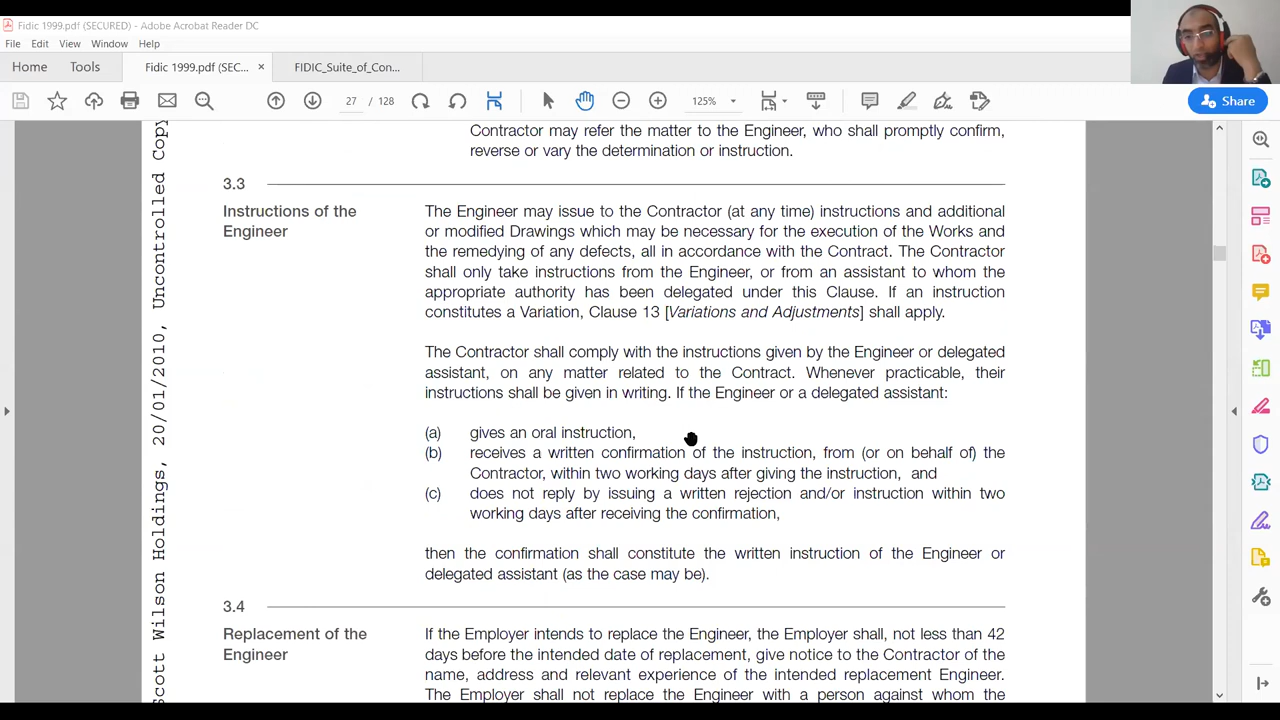 Fidic 1999.pdf (SECURED) - Adobe Acrobat Reader DC
File Edit View Window Help
Home Tools Fidic 1999.pdf (SEC... × FIDIC_Suite_of_Con...
27 / 128 125% Share
Contractor may refer the matter to the Engineer, who shall promptly confirm,
reverse or vary the determination or instruction.
3.3
Instructions of the
Engineer
The Engineer may issue to the Contractor (at any time) instructions and additional
or modified Drawings which may be necessary for the execution of the Works and
the remedying of any defects, all in accordance with the Contract. The Contractor
shall only take instructions from the Engineer, or from an assistant to whom the
appropriate authority has been delegated under this Clause. If an instruction
constitutes a Variation, Clause 13 [Variations and Adjustments] shall apply.
The Contractor shall comply with the instructions given by the Engineer or delegated
assistant, on any matter related to the Contract. Whenever practicable, their
instructions shall be given in writing. If the Engineer or a delegated assistant:
(a) gives an oral instruction,
(b) receives a written confirmation of the instruction, from (or on behalf of) the
Contractor, within two working days after giving the instruction, and
(c) does not reply by issuing a written rejection and/or instruction within two
working days after receiving the confirmation,
then the confirmation shall constitute the written instruction of the Engineer or
delegated assistant (as the case may be).
3.4
Replacement of the
Engineer
If the Employer intends to replace the Engineer, the Employer shall, not less than 42
days before the intended date of replacement, give notice to the Contractor of the
name, address and relevant experience of the intended replacement Engineer.
The Employer shall not replace the Engineer with a person against whom the
Scott Wilson Holdings, 20/01/2010, Uncontrolled Copy